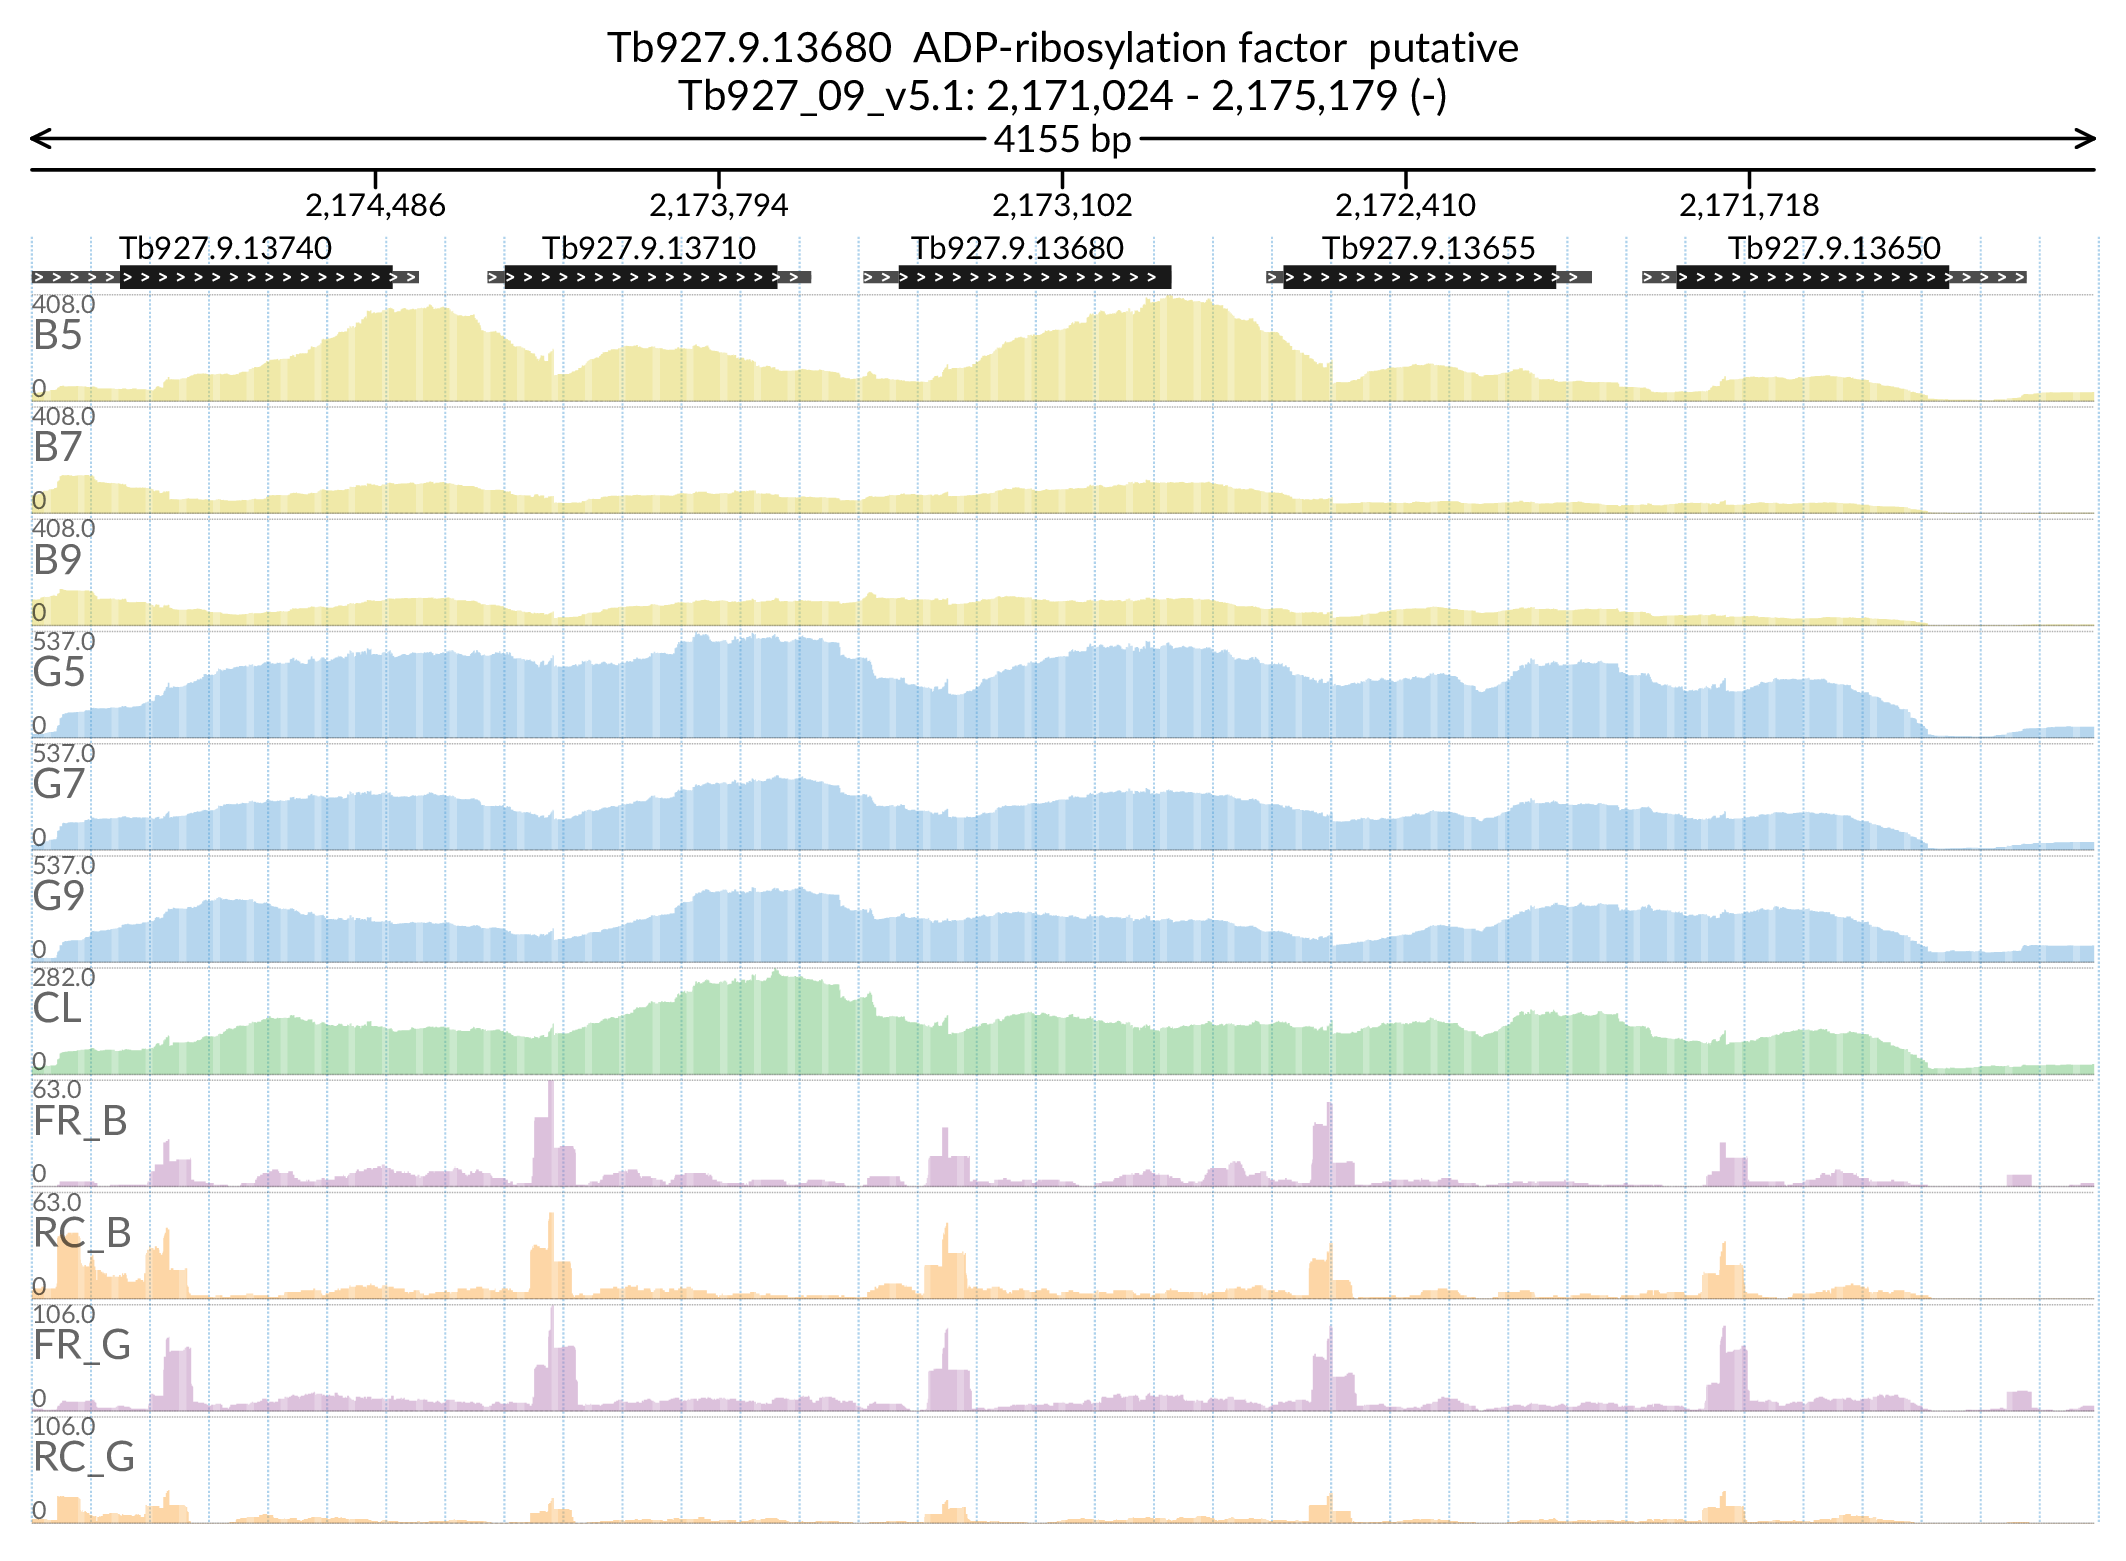 Tb927.9.13680  ADP-ribosylation factor  putative
Tb927_09_v5.1: 2,171,024 - 2,175,179 (-)
4155 bp
2,174,486 2,173,794 2,173,102 2,172,410 2,171,718
Tb927.9.13740 Tb927.9.13710 Tb927.9.13680 Tb927.9.13655 Tb927.9.13650
408.0
B5
0
408.0
B7
0
408.0
B9
0
537.0
G5
0
537.0
G7
0
537.0
G9
0
282.0
CL
0
63.0
FR_B
0
63.0
RC_B
0
106.0
FR_G
0
106.0
RC_G
0